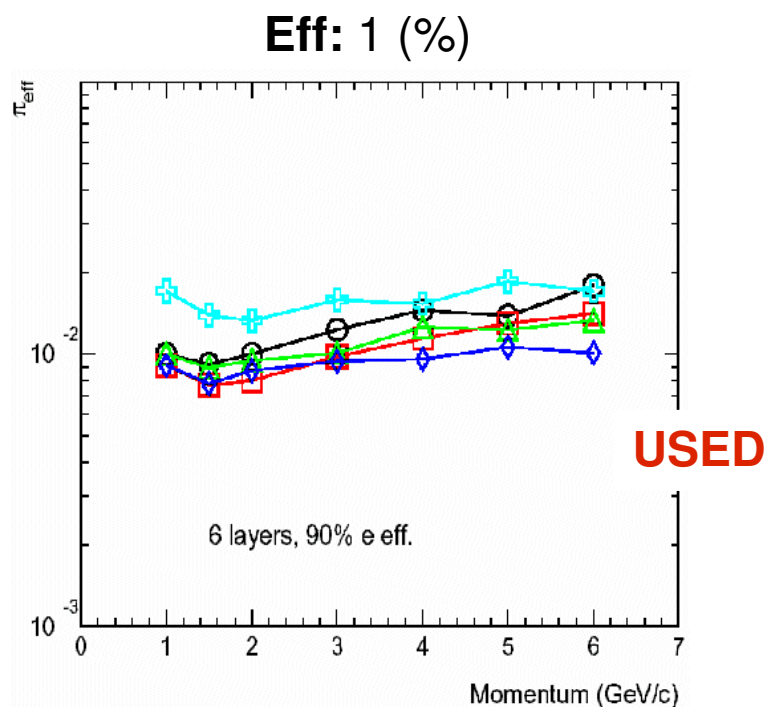 Eff: 1 (%)
π_eff
10⁻²
USED
6 layers, 90% e eff.
10⁻³
0 1 2 3 4 5 6 7
Momentum (GeV/c)